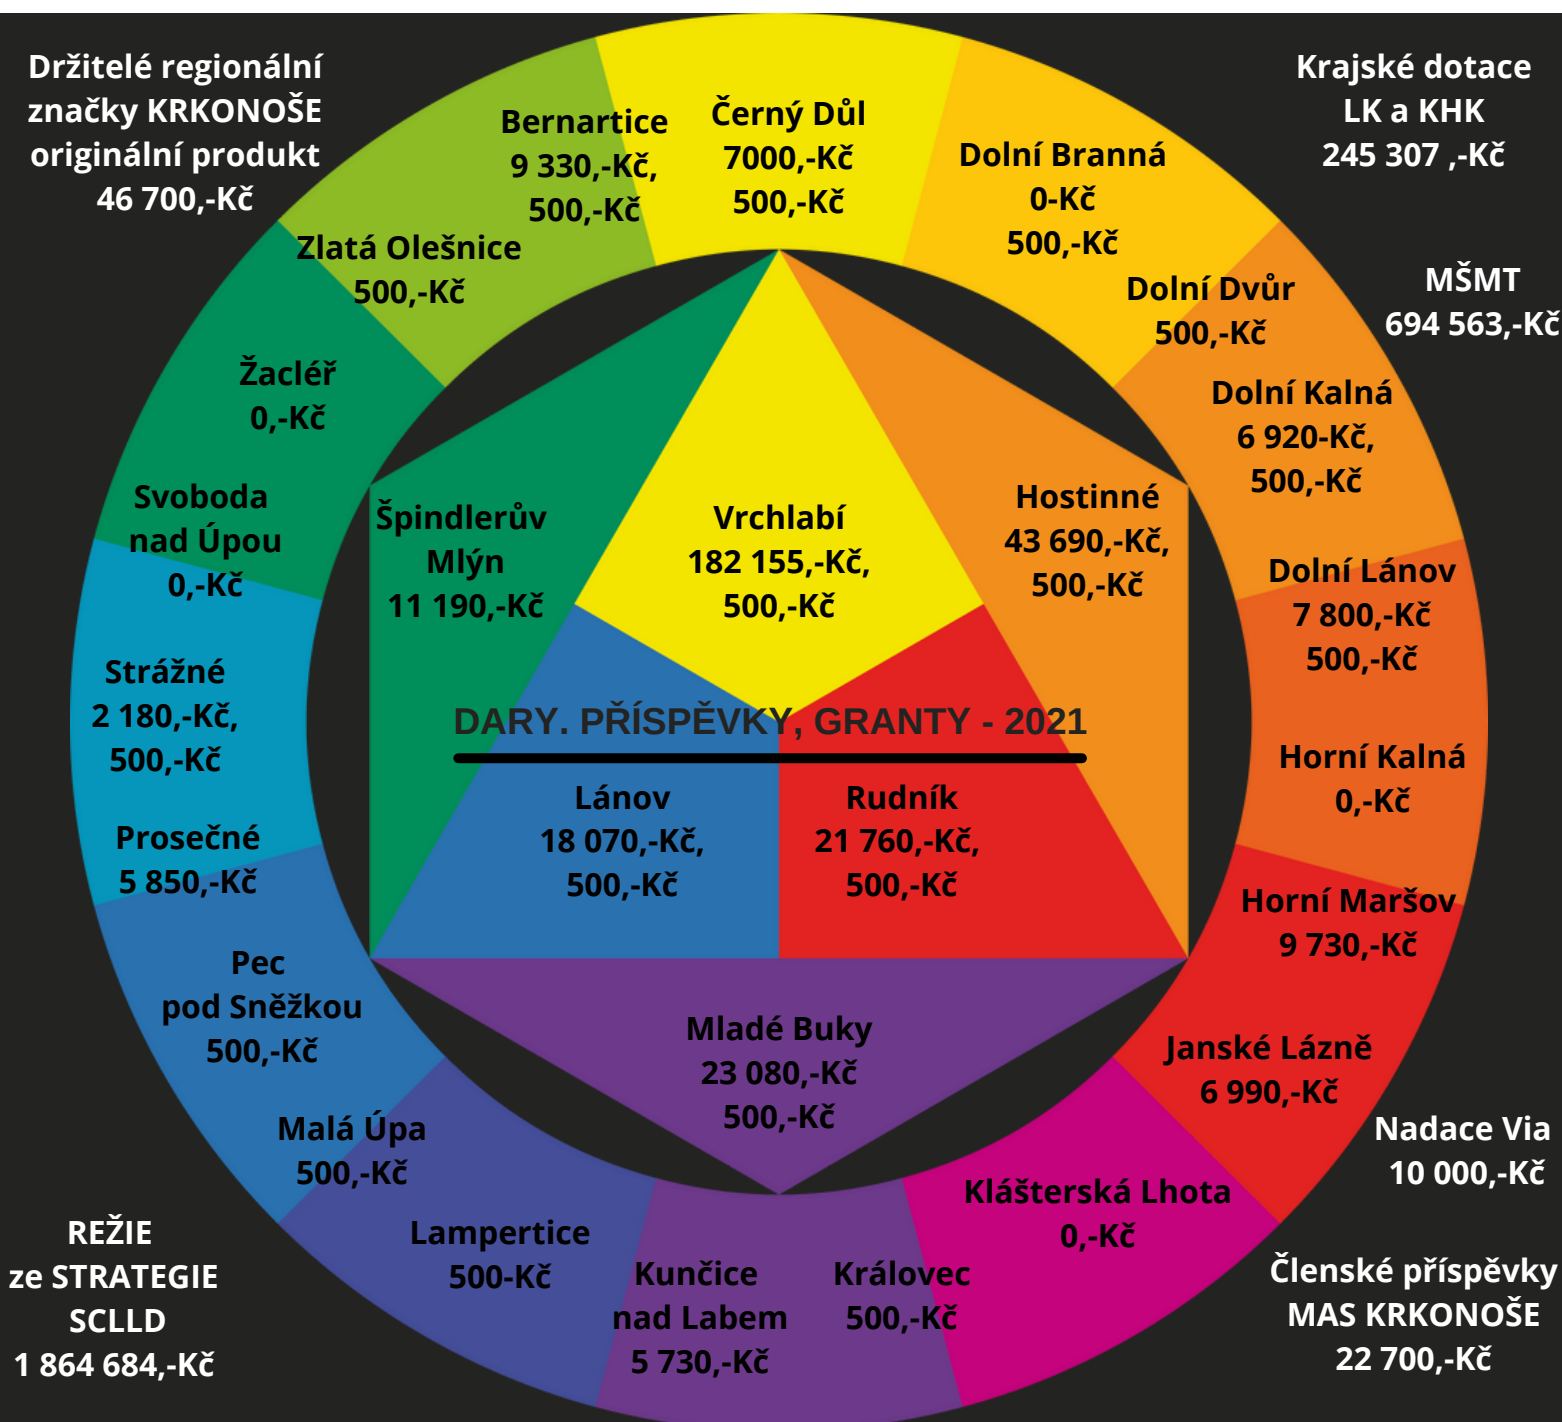 Držitelé regionální
značky KRKONOŠE
originální produkt
46 700,-Kč
Krajské dotace
LK a KHK
245 307 ,-Kč
MŠMT
694 563,-Kč
Bernartice
9 330,-Kč,
500,-Kč
Černý Důl
7000,-Kč
500,-Kč
Dolní Branná
0-Kč
500,-Kč
Zlatá Olešnice
500,-Kč
Dolní Dvůr
500,-Kč
Žacléř
0,-Kč
Dolní Kalná
6 920-Kč,
500,-Kč
Svoboda
nad Úpou
0,-Kč
Špindlerův
Mlýn
11 190,-Kč
Vrchlabí
182 155,-Kč,
500,-Kč
Hostinné
43 690,-Kč,
500,-Kč
Dolní Lánov
7 800,-Kč
500,-Kč
Strážné
2 180,-Kč,
500,-Kč
DARY. PŘÍSPĚVKY, GRANTY - 2021
Horní Kalná
0,-Kč
Prosečné
5 850,-Kč
Lánov
18 070,-Kč,
500,-Kč
Rudník
21 760,-Kč,
500,-Kč
Horní Maršov
9 730,-Kč
Pec
pod Sněžkou
500,-Kč
Mladé Buky
23 080,-Kč
500,-Kč
Janské Lázně
6 990,-Kč
Malá Úpa
500,-Kč
Nadace Via
10 000,-Kč
Klášterská Lhota
0,-Kč
REŽIE
ze STRATEGIE
SCLLD
1 864 684,-Kč
Lampertice
500-Kč
Kunčice
nad Labem
5 730,-Kč
Královec
500,-Kč
Členské příspěvky
MAS KRKONOŠE
22 700,-Kč